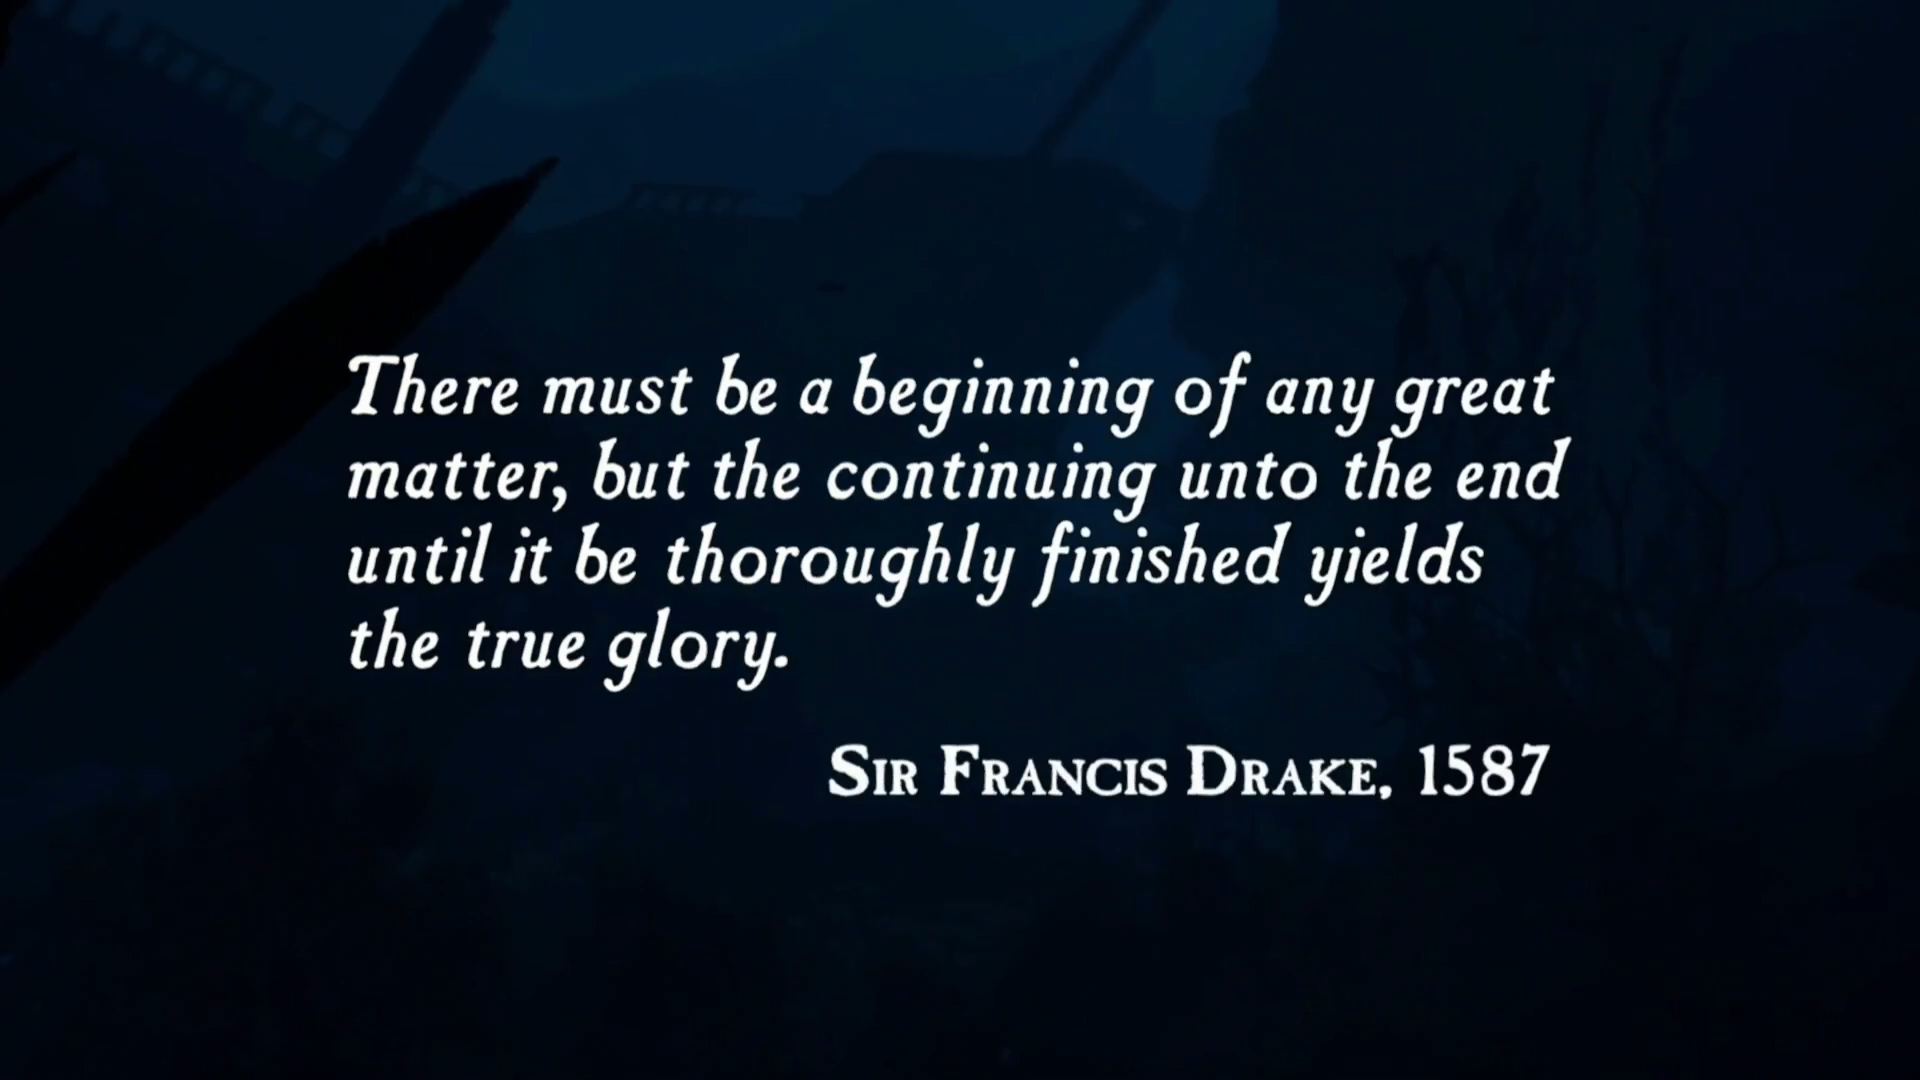 There must be a beginning of any great
matter, but the continuing unto the end
until it be thoroughly finished yields
the true glory.
Sir Francis Drake, 1587